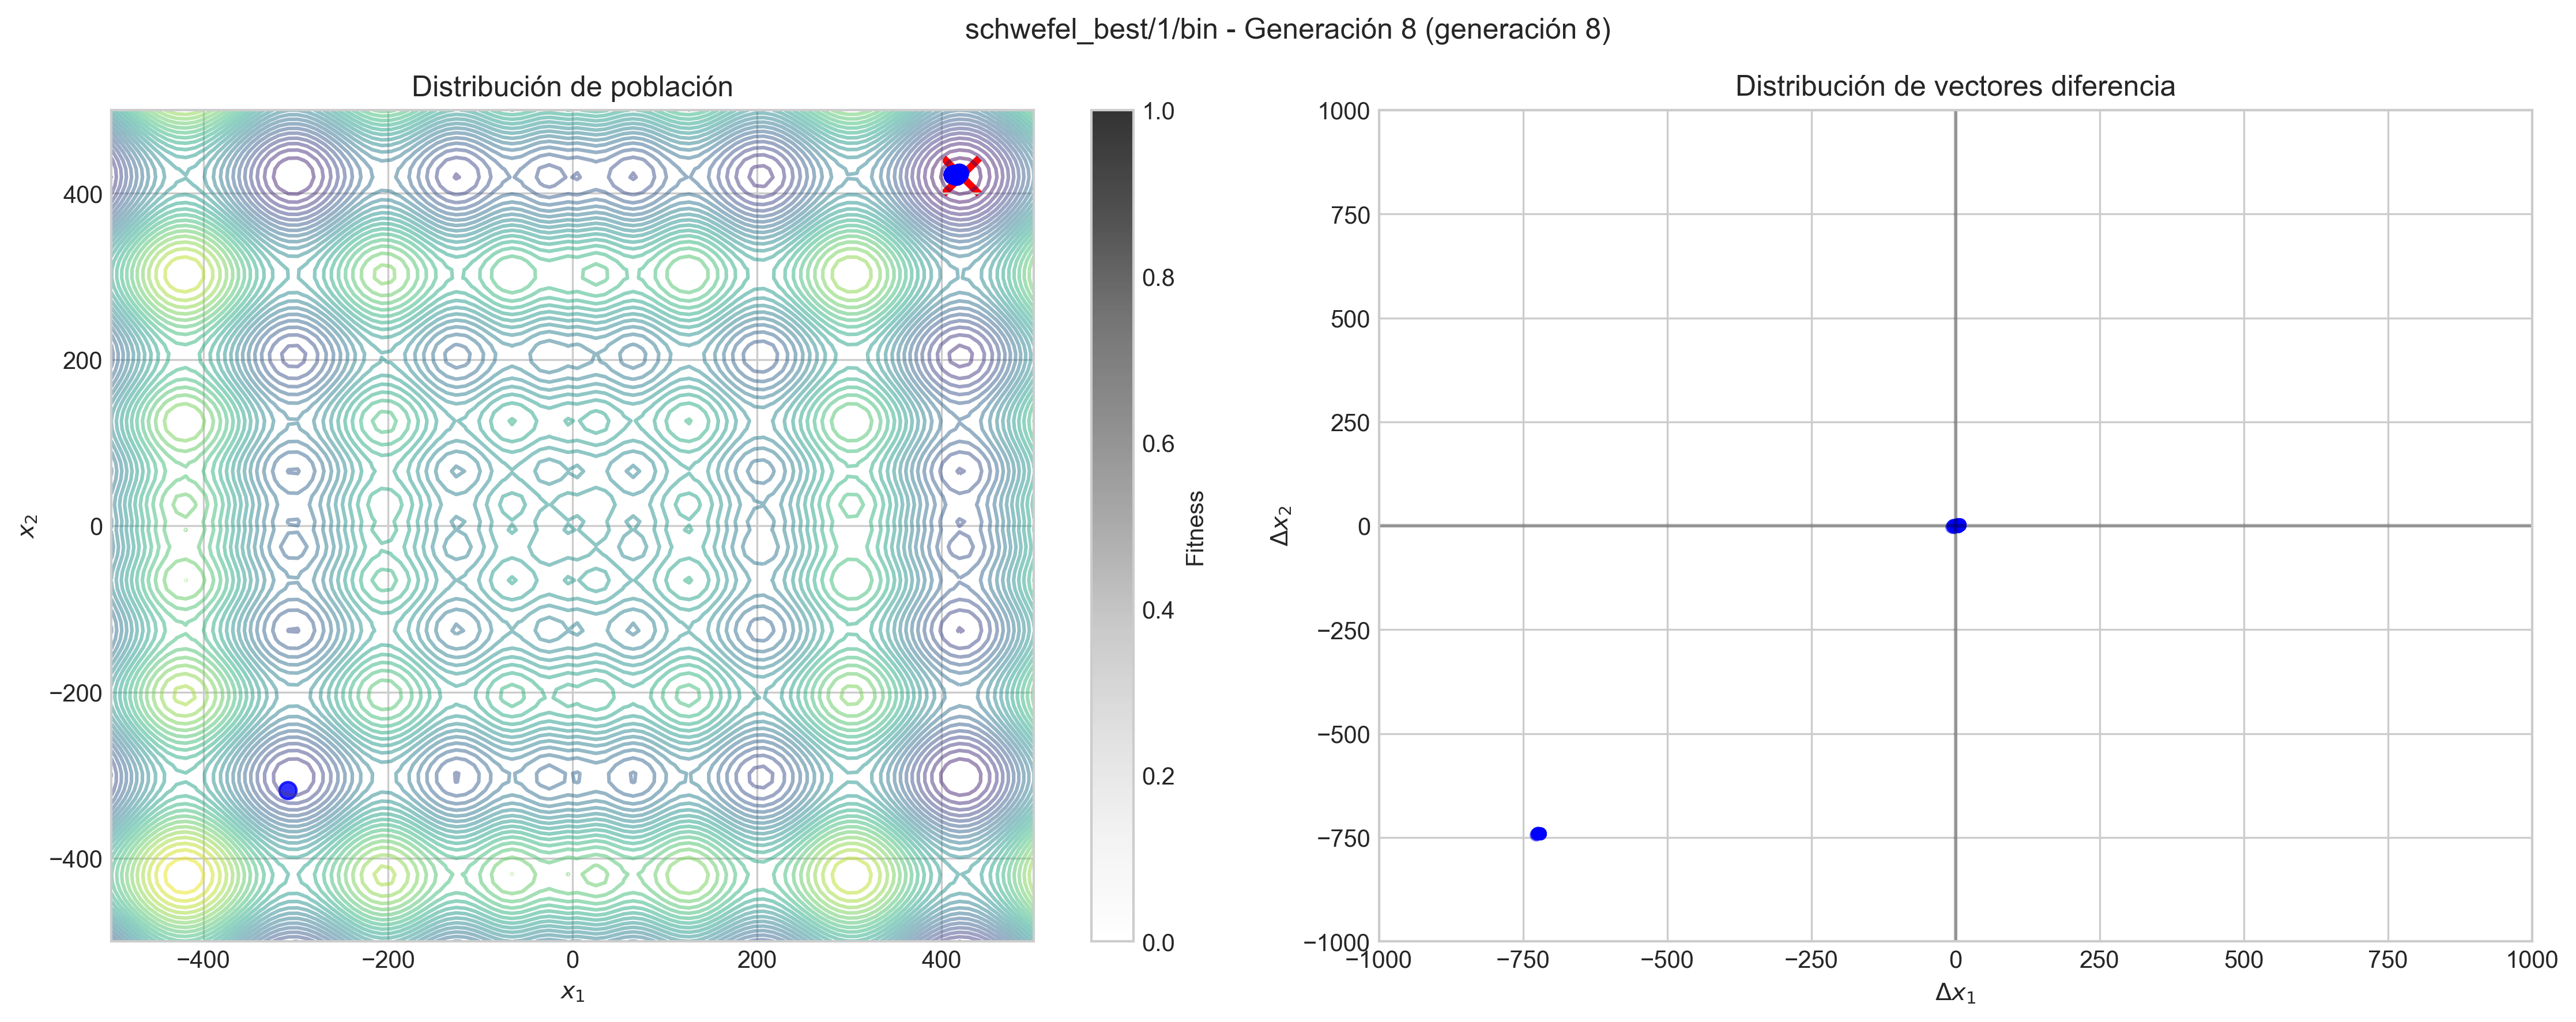 schwefel_best/1/bin - Generación 8 (generación 8)
Distribución de población
400
200
0
−200
−400
x₂
−400 −200 0 200 400
x₁
1.0
0.8
0.6
0.4
0.2
0.0
Fitness
Distribución de vectores diferencia
1000
750
500
250
0
−250
−500
−750
−1000
Δx₂
−1000 −750 −500 −250 0 250 500 750 1000
Δx₁